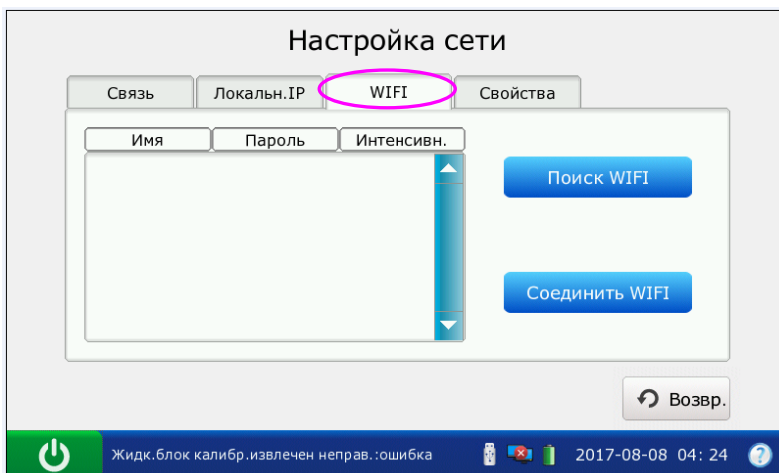 Настройка сети
Связь Локальн.IP WIFI Свойства
Имя Пароль Интенсивн.
Поиск WIFI
Соединить WIFI
Возвр.
Жидк.блок калибр.извлечен неправ.:ошибка 2017-08-08 04: 24 ?